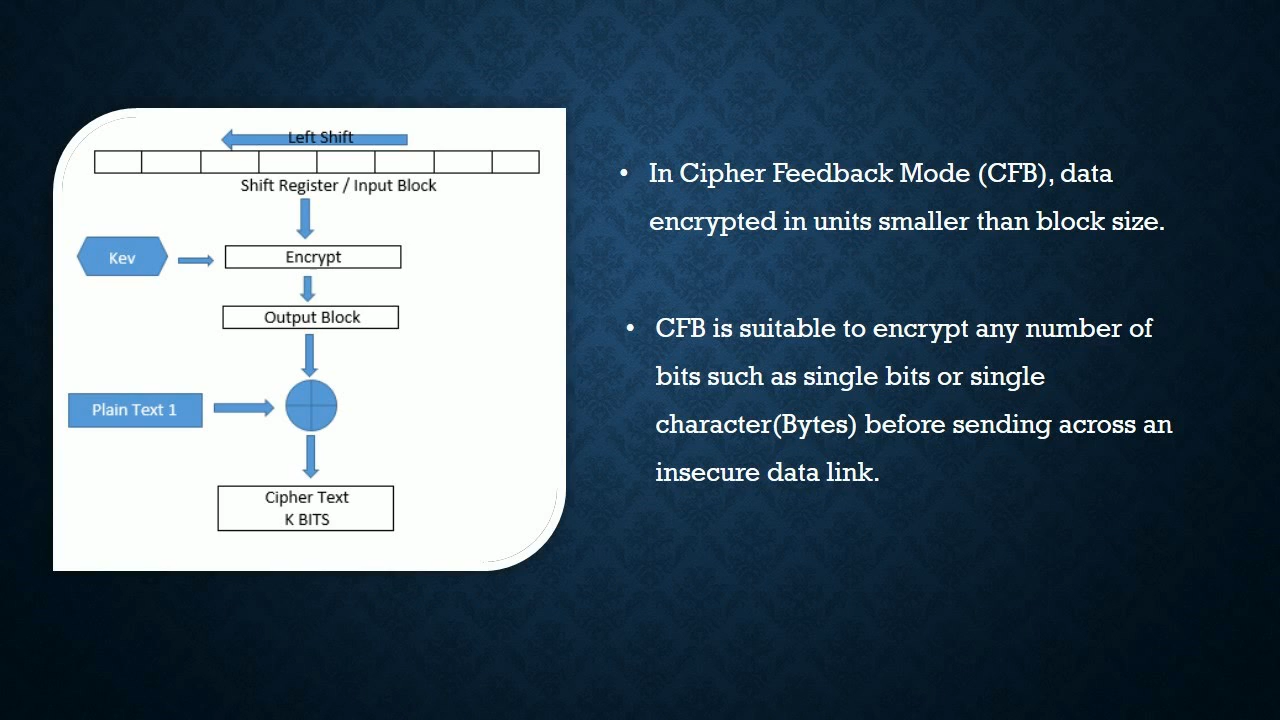 Left Shift
Shift Register / Input Block
Kev
Encrypt
Output Block
Plain Text 1
Cipher Text
K BITS
• In Cipher Feedback Mode (CFB), data
encrypted in units smaller than block size.
• CFB is suitable to encrypt any number of
bits such as single bits or single
character(Bytes) before sending across an
insecure data link.